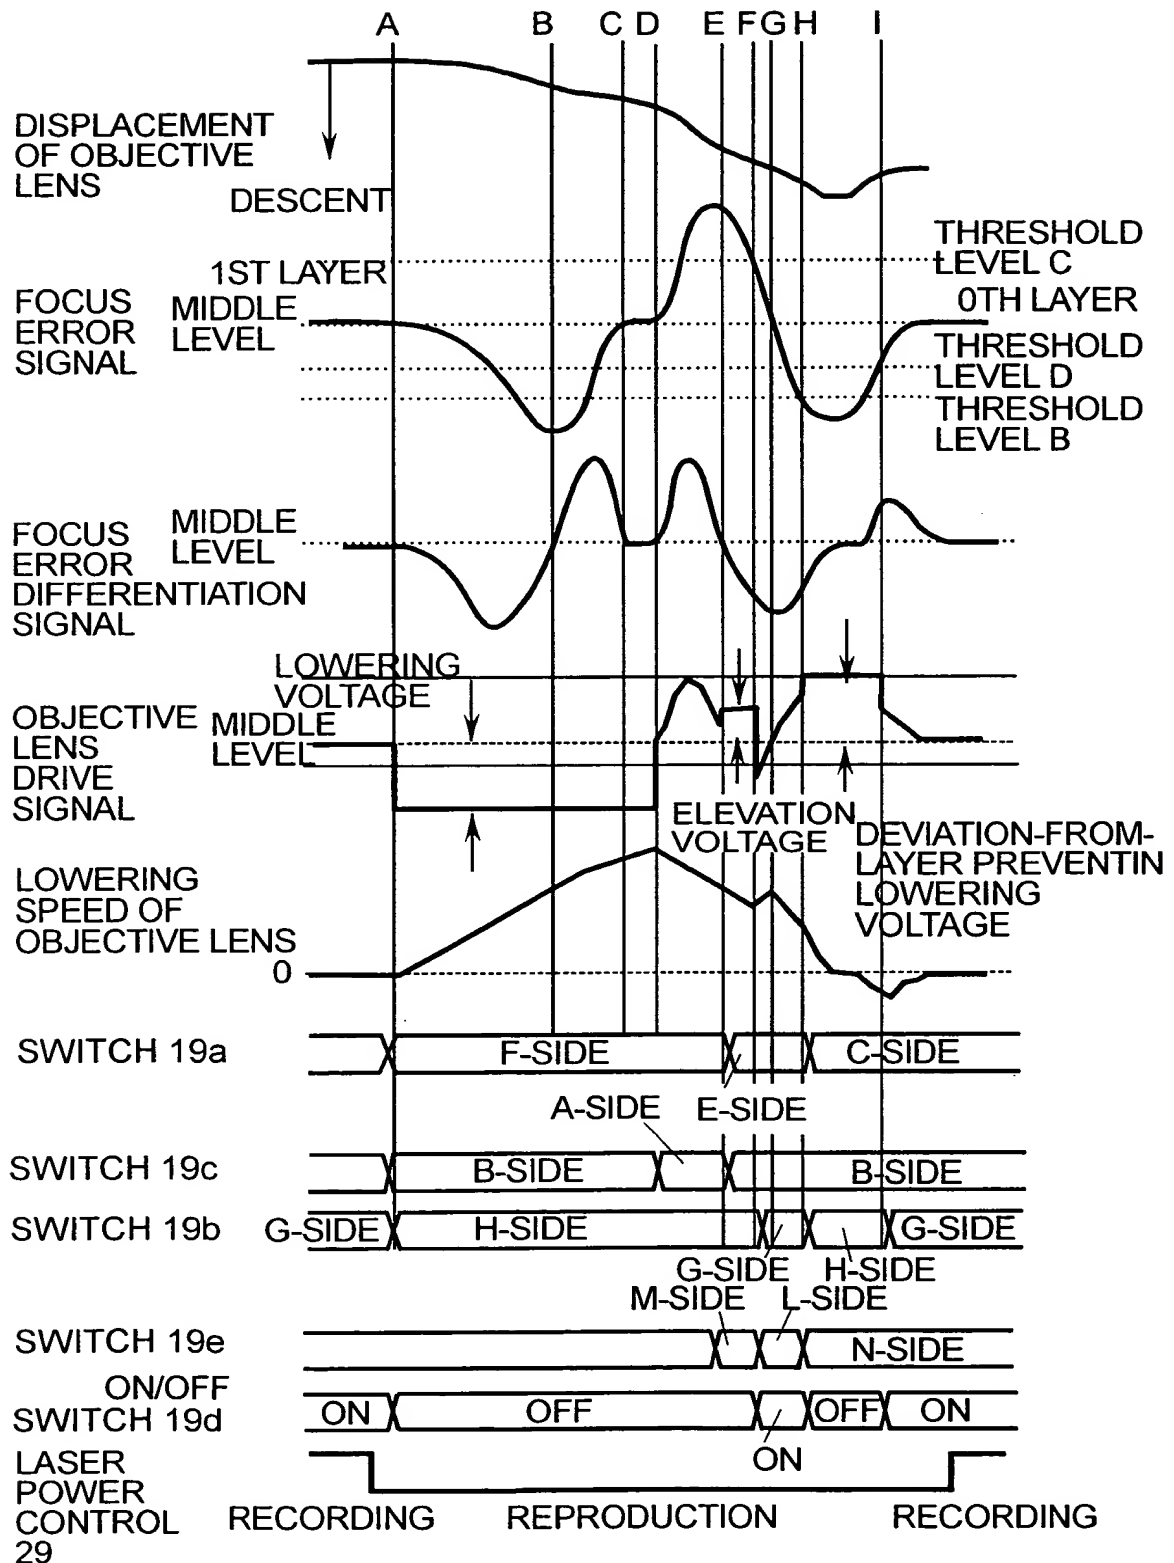 A B C D E F G H I
DISPLACEMENT
OF OBJECTIVE
LENS
DESCENT
THRESHOLD
LEVEL C
1ST LAYER
0TH LAYER
FOCUS
ERROR
SIGNAL
MIDDLE
LEVEL
THRESHOLD
LEVEL D
THRESHOLD
LEVEL B
FOCUS
ERROR
DIFFERENTIATION
SIGNAL
MIDDLE
LEVEL
LOWERING
VOLTAGE
OBJECTIVE
LENS
DRIVE
SIGNAL
MIDDLE
LEVEL
ELEVATION
VOLTAGE
DEVIATION-FROM-
LAYER PREVENTIN
LOWERING
VOLTAGE
LOWERING
SPEED OF
OBJECTIVE LENS
0
SWITCH 19a
F-SIDE
C-SIDE
A-SIDE
E-SIDE
SWITCH 19c
B-SIDE
B-SIDE
SWITCH 19b
G-SIDE
H-SIDE
G-SIDE
G-SIDE
H-SIDE
M-SIDE
L-SIDE
SWITCH 19e
N-SIDE
ON/OFF
SWITCH 19d
ON
OFF
OFF
ON
ON
LASER
POWER
CONTROL
29
RECORDING
REPRODUCTION
RECORDING